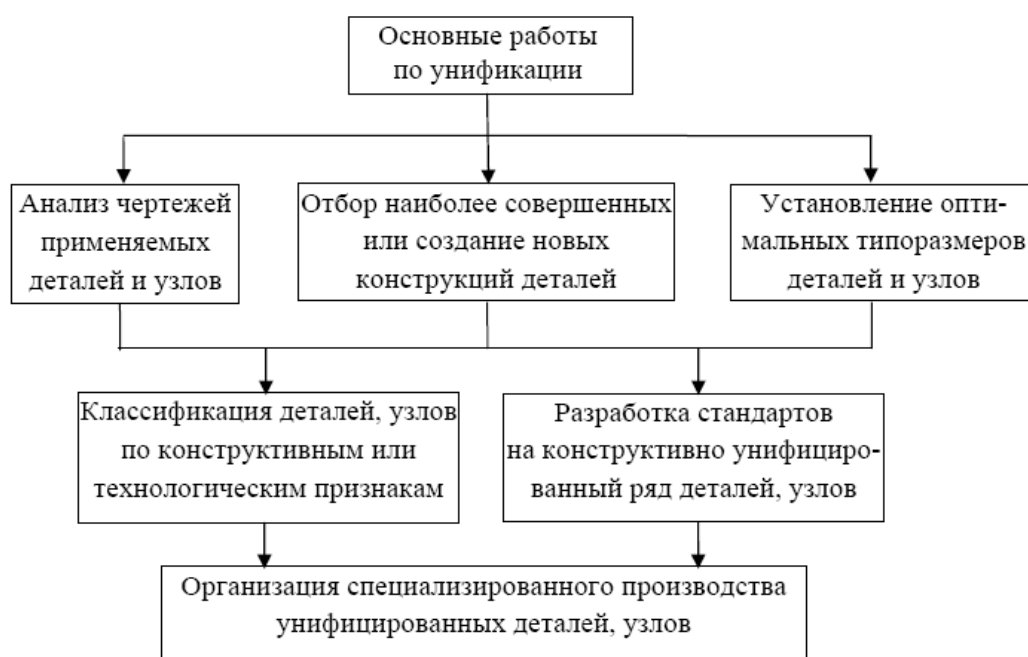 Основные работы
по унификации
Анализ чертежей
применяемых
деталей и узлов
Отбор наиболее совершенных
или создание новых
конструкций деталей
Установление опти-
мальных типоразмеров
деталей и узлов
Классификация деталей, узлов
по конструктивным или
технологическим признакам
Разработка стандартов
на конструктивно унифициро-
ванный ряд деталей, узлов
Организация специализированного производства
унифицированных деталей, узлов